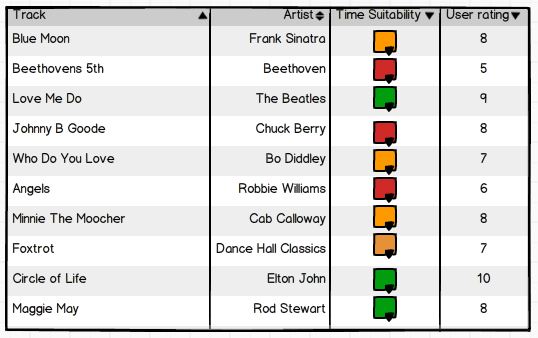 Track Artist Time Suitability User rating
Blue Moon Frank Sinatra 8
Beethovens 5th Beethoven 5
Love Me Do The Beatles 9
Johnny B Goode Chuck Berry 8
Who Do You Love Bo Diddley 7
Angels Robbie Williams 6
Minnie The Moocher Cab Calloway 8
Foxtrot Dance Hall Classics 7
Circle of Life Elton John 10
Maggie May Rod Stewart 8